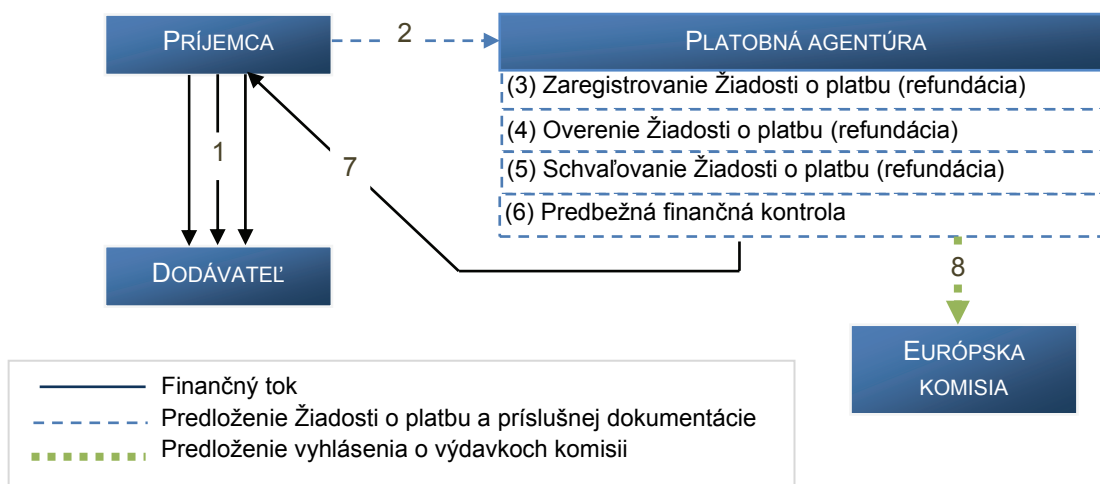 PRÍJEMCA
2
PLATOBNÁ AGENTÚRA
(3) Zaregistrovanie Žiadosti o platbu (refundácia)
(4) Overenie Žiadosti o platbu (refundácia)
(5) Schvaľovanie Žiadosti o platbu (refundácia)
(6) Predbežná finančná kontrola
1
7
DODÁVATEĽ
8
EURÓPSKA
KOMISIA
Finančný tok
Predloženie Žiadosti o platbu a príslušnej dokumentácie
Predloženie vyhlásenia o výdavkoch komisii